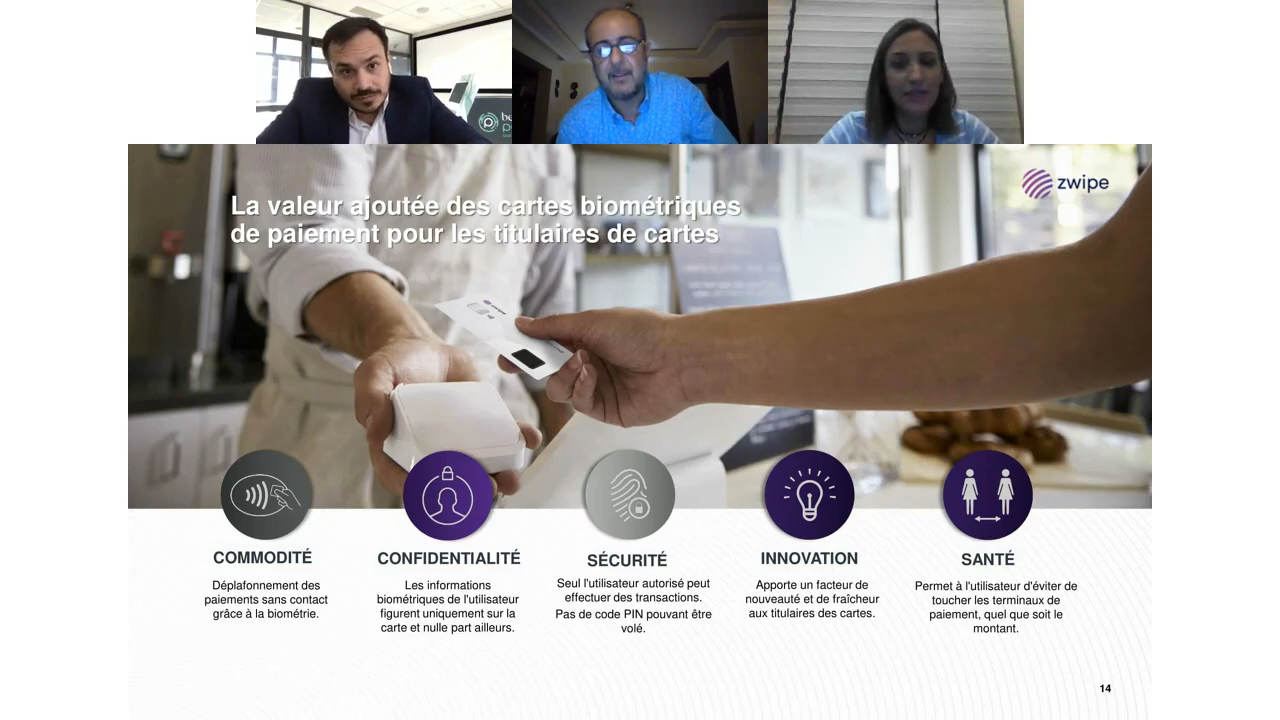 zwipe
La valeur ajoutée des cartes biométriques
de paiement pour les titulaires de cartes
COMMODITÉ
Déplafonnement des
paiements sans contact
grâce à la biométrie.
CONFIDENTIALITÉ
Les informations
biométriques de l'utilisateur
figurent uniquement sur la
carte et nulle part ailleurs.
SÉCURITÉ
Seul l'utilisateur autorisé peut
effectuer des transactions.
Pas de code PIN pouvant être
volé.
INNOVATION
Apporte un facteur de
nouveauté et de fraîcheur
aux titulaires des cartes.
SANTÉ
Permet à l'utilisateur d'éviter de
toucher les terminaux de
paiement, quel que soit le
montant.
14